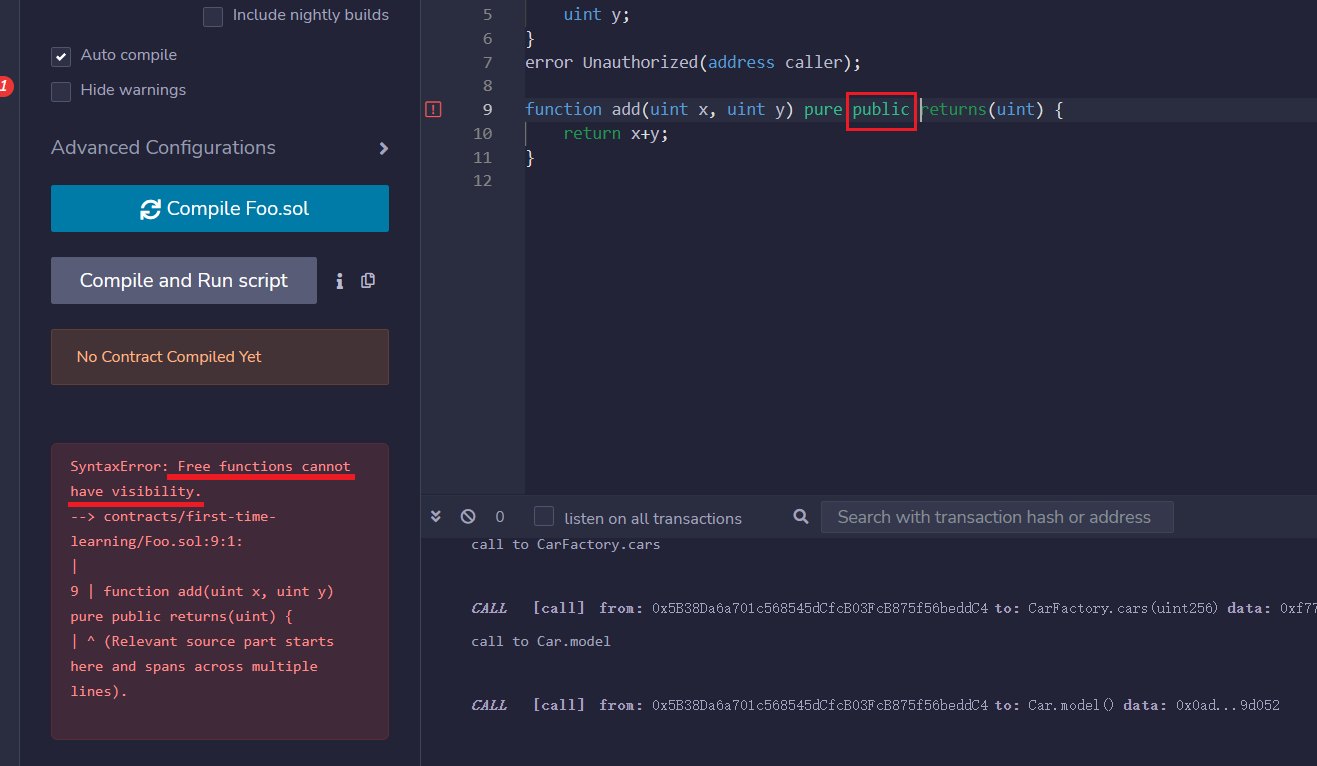 Include nightly builds
Auto compile
Hide warnings
1
Advanced Configurations
Compile Foo.sol
Compile and Run script
No Contract Compiled Yet
SyntaxError: Free functions cannot
have visibility.
--> contracts/first-time-
learning/Foo.sol:9:1:
|
9 | function add(uint x, uint y)
pure public returns(uint) {
| ^ (Relevant source part starts
here and spans across multiple
lines).
5 uint y;
6 }
7 error Unauthorized(address caller);
8
9 function add(uint x, uint y) pure public returns(uint) {
10 return x+y;
11 }
12
0 listen on all transactions Search with transaction hash or address
call to CarFactory.cars
CALL [call] from: 0x5B38Da6a701c568545dCfcB03FcB875f56beddC4 to: CarFactory.cars(uint256) data: 0xf77
call to Car.model
CALL [call] from: 0x5B38Da6a701c568545dCfcB03FcB875f56beddC4 to: Car.model() data: 0x0ad...9d052